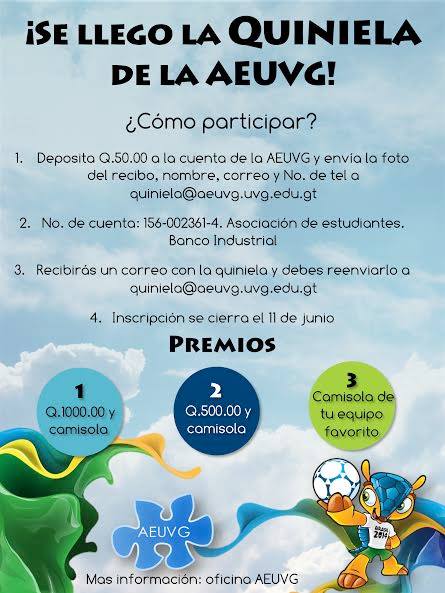 ¡SE LLEGO LA QUINIELA
DE LA AEUVG!
¿Cómo participar?
1. Deposita Q.50.00 a la cuenta de la AEUVG y envía la foto
del recibo, nombre, correo y No. de tel a
quiniela@aeuvg.uvg.edu.gt
2. No. de cuenta: 156-002361-4. Asociación de estudiantes.
Banco Industrial
3. Recibirás un correo con la quiniela y debes reenviarlo a
quiniela@aeuvg.uvg.edu.gt
4. Inscripción se cierra el 11 de junio
PREMIOS
1
Q.1000.00 y
camisola
2
Q.500.00 y
camisola
3
Camisola de
tu equipo
favorito
AEUVG
BRASIL
2014
Mas información: oficina AEUVG